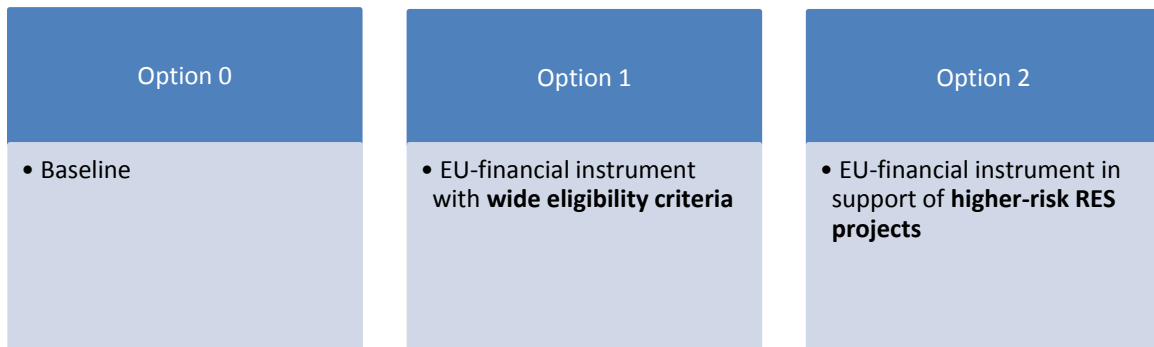 Option 0
• Baseline
Option 1
• EU-financial instrument
with wide eligibility criteria
Option 2
• EU-financial instrument in
support of higher-risk RES
projects